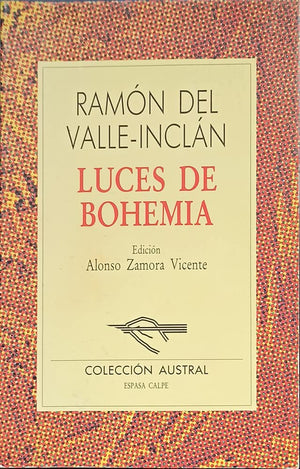 RAMÓN DEL
VALLE-INCLÁN
LUCES DE
BOHEMIA
Edición
Alonso Zamora Vicente
COLECCIÓN AUSTRAL
ESPASA CALPE